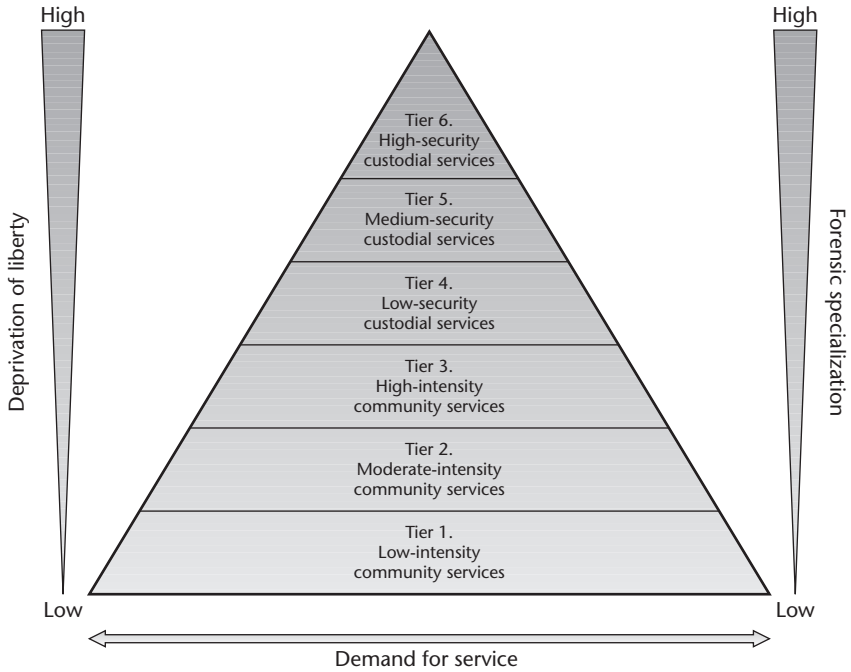 High
High
Tier 6.
High-security
custodial services
Tier 5.
Medium-security
custodial services
Tier 4.
Low-security
custodial services
Tier 3.
High-intensity
community services
Tier 2.
Moderate-intensity
community services
Tier 1.
Low-intensity
community services
Deprivation of liberty
Forensic specialization
Low
Low
Demand for service